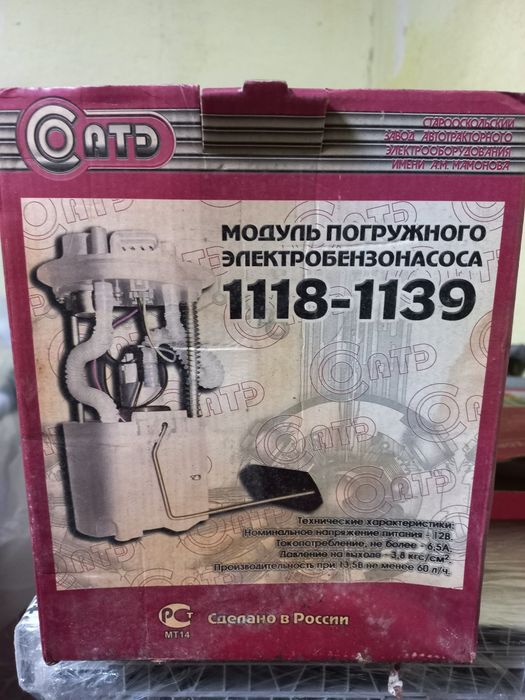 СОАТЭ
СТАРООСКОЛЬСКИЙ
ЗАВОД АВТОТРАКТОРНОГО
ЭЛЕКТРООБОРУДОВАНИЯ
ИМЕНИ А.М. МАМОНОВА
МОДУЛЬ ПОГРУЖНОГО
ЭЛЕКТРОБЕНЗОНАСОСА
1118-1139
Технические характеристики:
Номинальное напряжение питания - 12В.
Токопотребление, не более - 6,5А.
Давление на выходе - 3,8 кгс/см².
Производительность при 13,5В не менее 60 л/ч.
РСТ
МТ14
Сделано в России